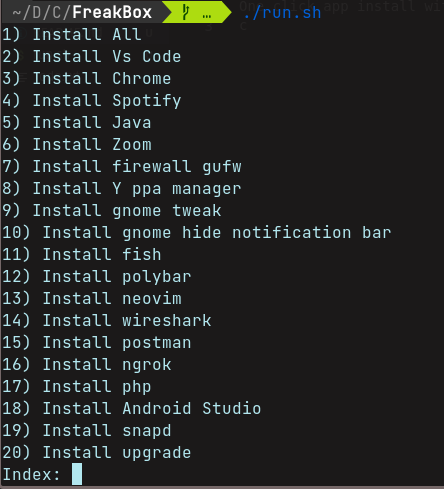 ~/D/C/FreakBox … ./run.sh
1) Install All
2) Install Vs Code
3) Install Chrome
4) Install Spotify
5) Install Java
6) Install Zoom
7) Install firewall gufw
8) Install Y ppa manager
9) Install gnome tweak
10) Install gnome hide notification bar
11) Install fish
12) Install polybar
13) Install neovim
14) Install wireshark
15) Install postman
16) Install ngrok
17) Install php
18) Install Android Studio
19) Install snapd
20) Install upgrade
Index: